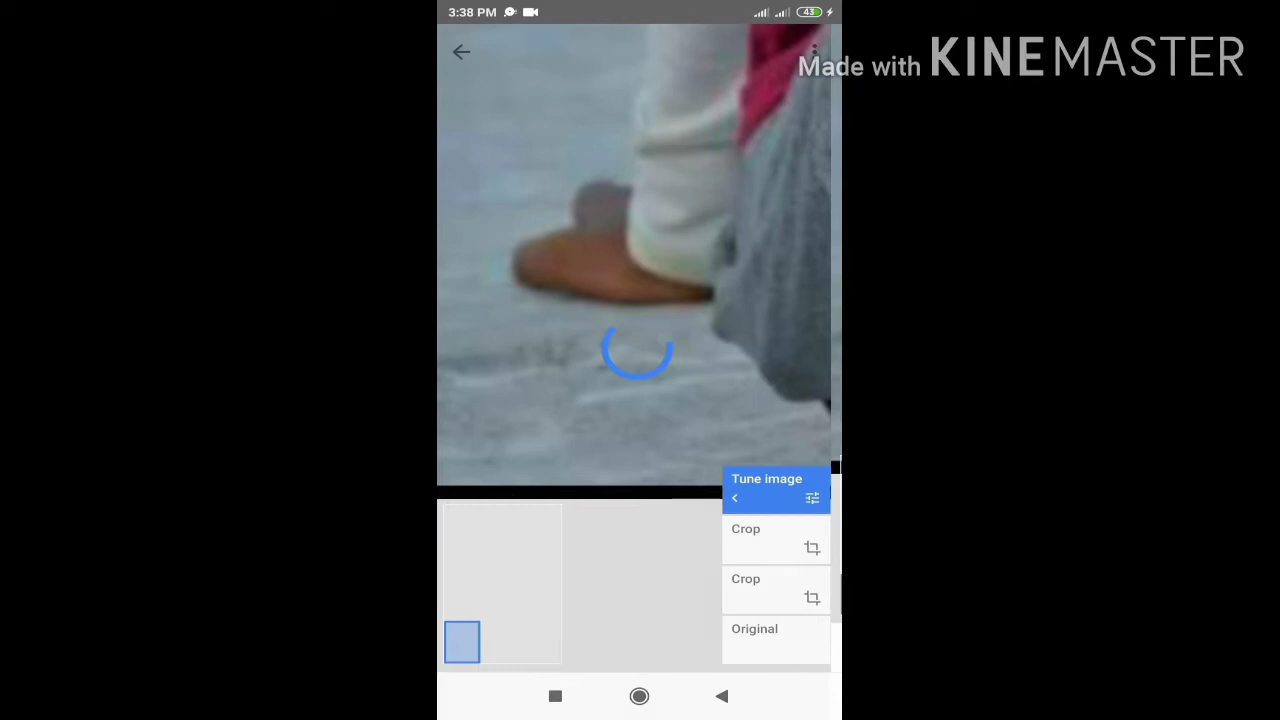 3:38 PM
43
Made with KINEMASTER
Tune image
Crop
Crop
Original